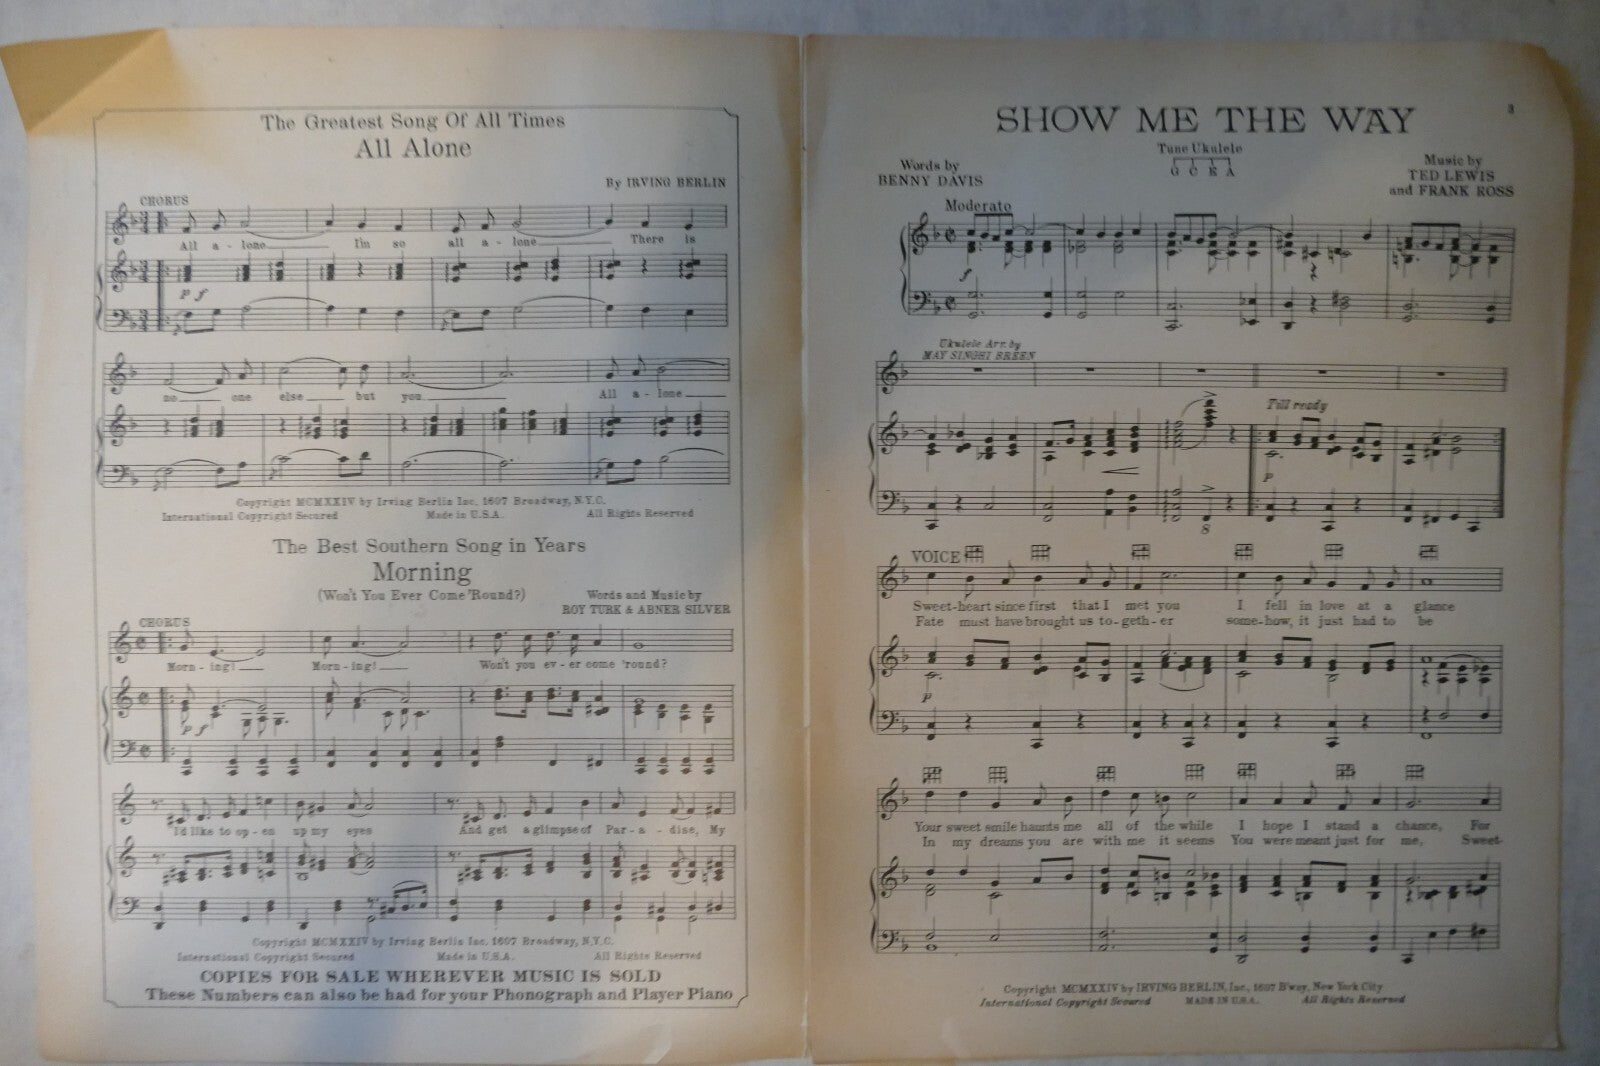 The Greatest Song Of All Times
All Alone
By IRVING BERLIN
CHORUS
All a - lone I'm so all a - lone There is
p f
no one else but you All a - lone
Copyright MCMXXIV by Irving Berlin Inc. 1607 Broadway, N.Y.C.
International Copyright Secured Made in U.S.A. All Rights Reserved
The Best Southern Song in Years
Morning
(Won't You Ever Come 'Round?)
Words and Music by
ROY TURK & ABNER SILVER
CHORUS
Morn - ing! Morn - ing! Won't you ev - er come 'round?
p f
I'd like to op - en up my eyes And get a glimpse of Par - a - dise, My
Copyright MCMXXIV by Irving Berlin Inc. 1607 Broadway, N.Y.C.
International Copyright Secured Made in U.S.A. All Rights Reserved
COPIES FOR SALE WHEREVER MUSIC IS SOLD
These Numbers can also be had for your Phonograph and Player Piano
3
SHOW ME THE WAY
Tune Ukulele
G C E A
Words by
BENNY DAVIS
Music by
TED LEWIS
and FRANK ROSS
Moderato
f
Ukulele Arr. by
MAY SINGHI BREEN
Till ready
p
8
VOICE
Sweet-heart since first that I met you I fell in love at a glance
Fate must have brought us to-geth-er some-how, it just had to be
p
Your sweet smile haunts me all of the while I hope I stand a chance, For
In my dreams you are with me it seems You were meant just for me, Sweet-
Copyright MCMXXIV by IRVING BERLIN, Inc., 1607 B'way, New York City
International Copyright Secured MADE IN U.S.A. All Rights Reserved